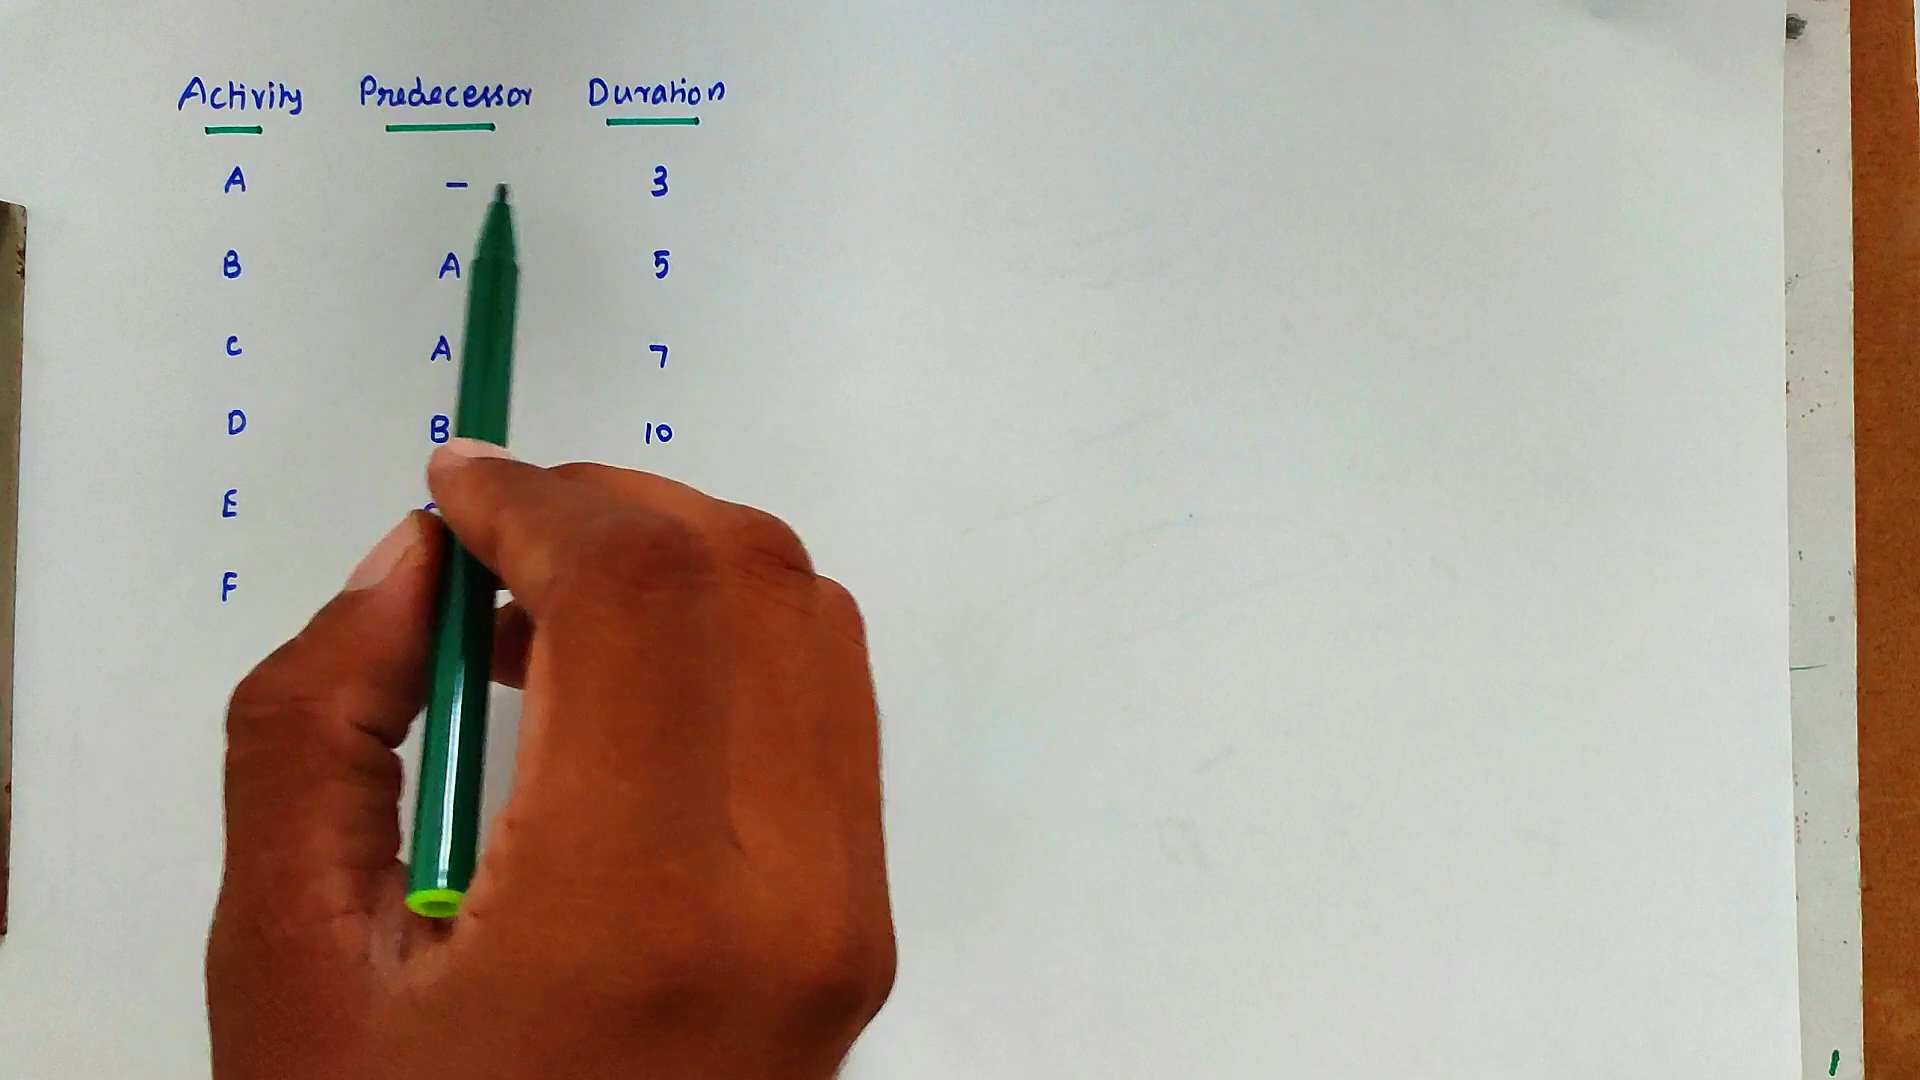 Activity Predecessor Duration
A - 3
B A 5
C A 7
D B 10
E
F